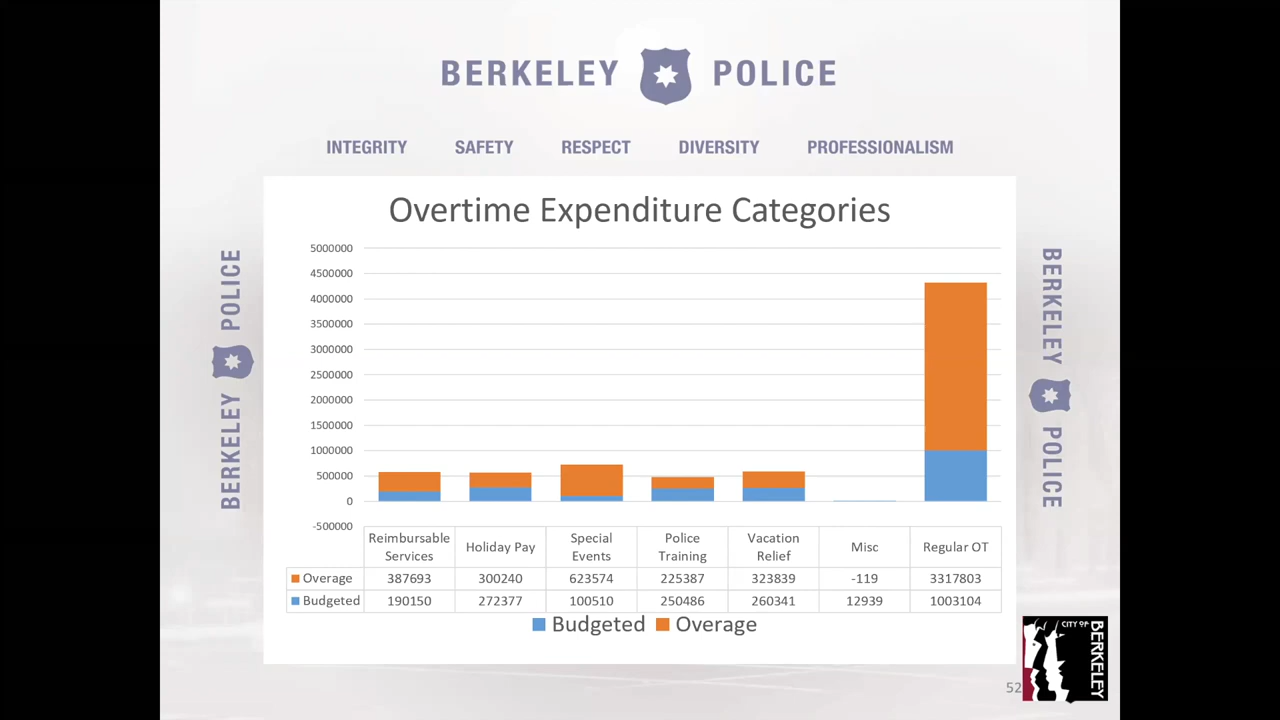 BERKELEY POLICE
INTEGRITY SAFETY RESPECT DIVERSITY PROFESSIONALISM
BERKELEY POLICE
Overtime Expenditure Categories
5000000
4500000
4000000
3500000
3000000
2500000
2000000
1500000
1000000
500000
0
-500000
Reimbursable Services Holiday Pay Special Events Police Training Vacation Relief Misc Regular OT
Overage 387693 300240 623574 225387 323839 -119 3317803
Budgeted 190150 272377 100510 250486 260341 12939 1003104
Budgeted Overage
BERKELEY POLICE
52
CITY OF
BERKELEY